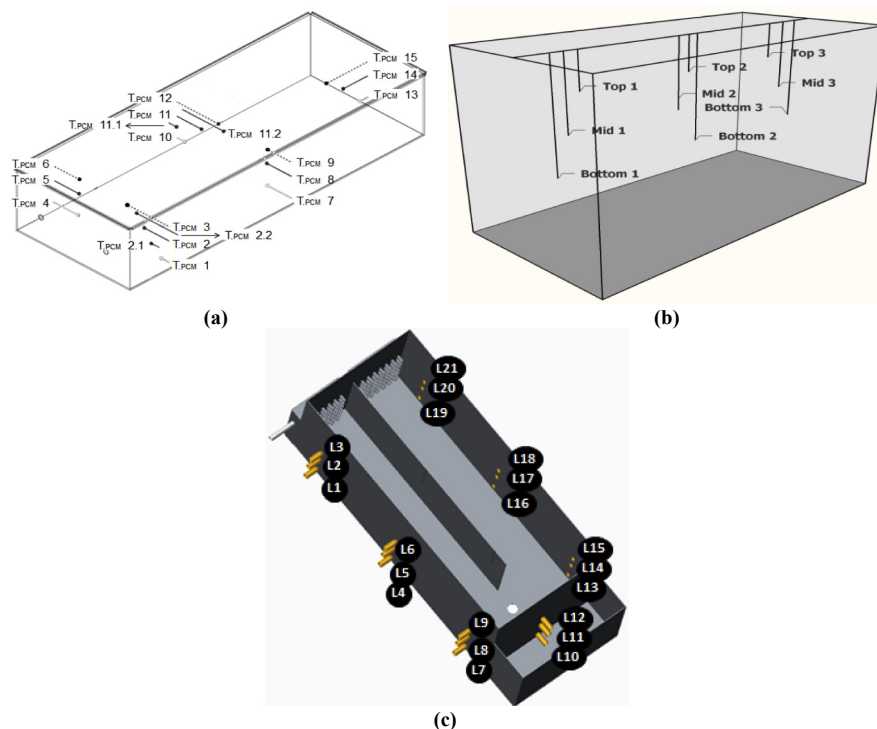 T.PCM 15
T.PCM 14
T.PCM 13
T.PCM 12
T.PCM 11
T.PCM 11.1
T.PCM 11.2
T.PCM 10
T.PCM 6
T.PCM 9
T.PCM 5
T.PCM 8
T.PCM 4
T.PCM 7
T.PCM 3
T.PCM 2
T.PCM 2.2
T.PCM 2.1
T.PCM 1
(a)
Top 3
Top 2
Top 1
Mid 3
Mid 2
Bottom 3
Mid 1
Bottom 2
Bottom 1
(b)
L21
L20
L19
L3
L2
L1
L18
L17
L16
L6
L5
L4
L15
L14
L13
L9
L8
L7
L12
L11
L10
(c)